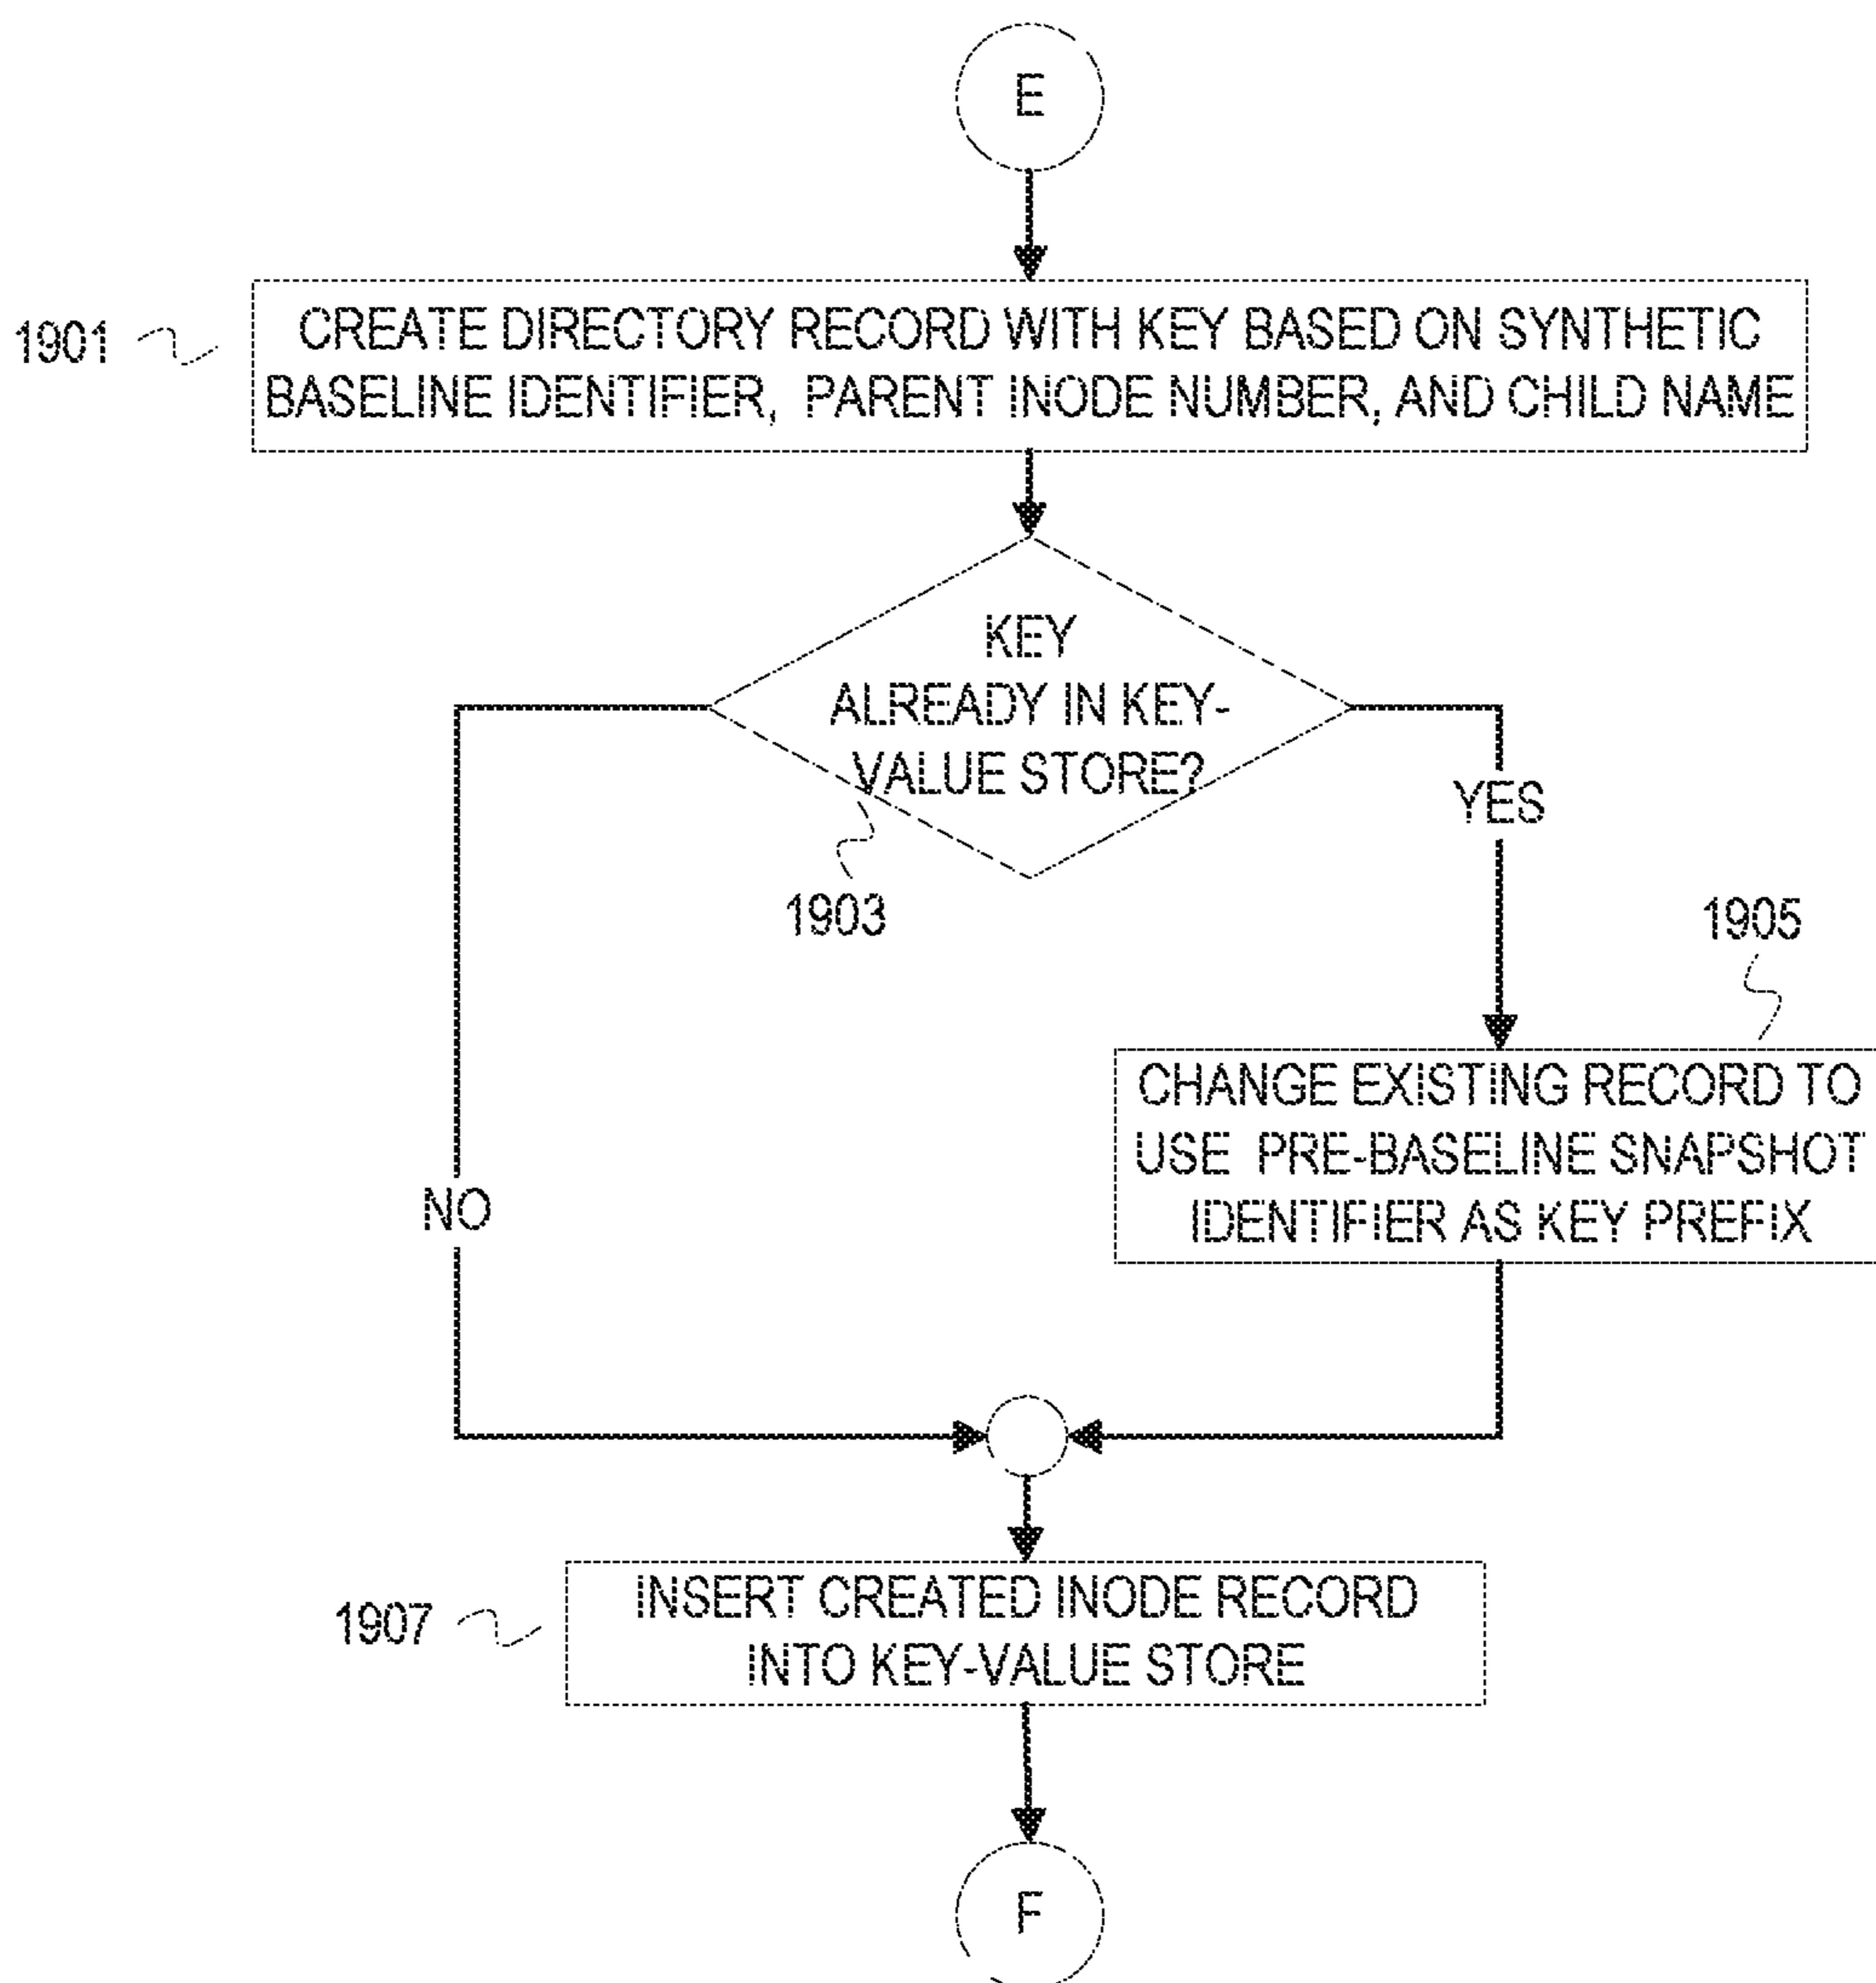 E
1901
CREATE DIRECTORY RECORD WITH KEY BASED ON SYNTHETIC
BASELINE IDENTIFIER, PARENT INODE NUMBER, AND CHILD NAME
KEY
ALREADY IN KEY-
VALUE STORE?
YES
1903
1905
CHANGE EXISTING RECORD TO
USE PRE-BASELINE SNAPSHOT
IDENTIFIER AS KEY PREFIX
NO
1907
INSERT CREATED INODE RECORD
INTO KEY-VALUE STORE
F